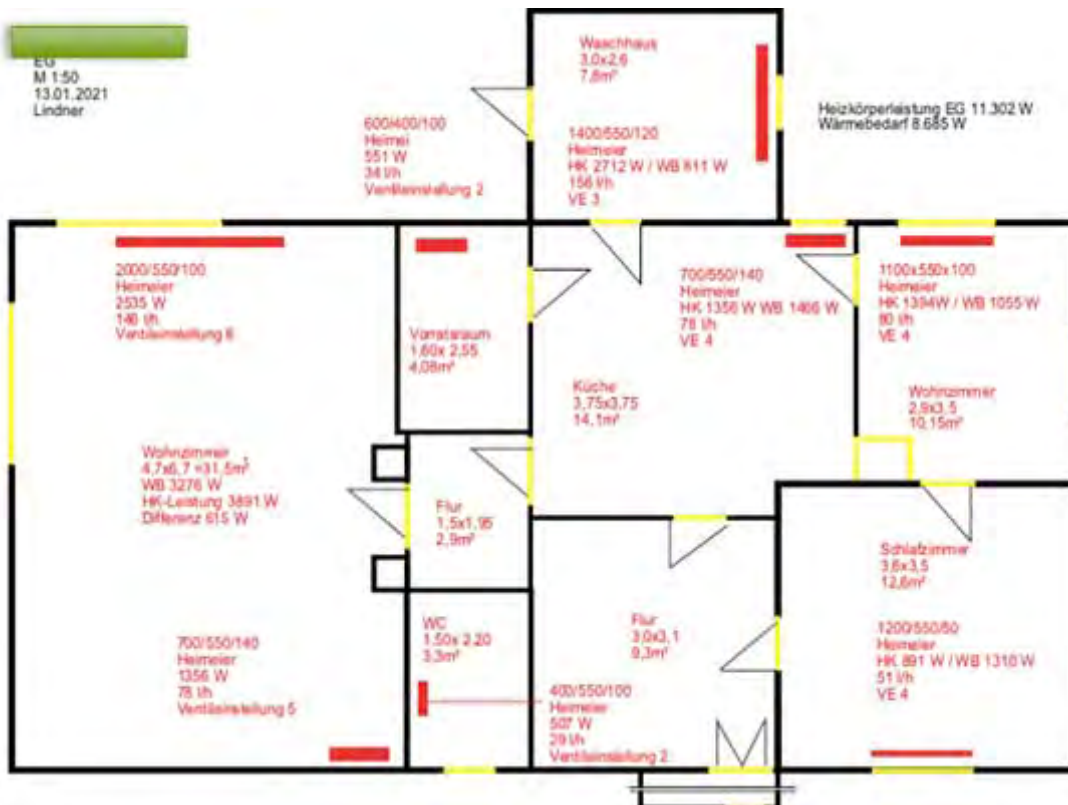 EG
M 1:50
13.01.2021
Lindner
Waschhaus
3,0x2,6
7,8m²
1400/550/120
Heimeier
HK 2712 W / WB 811 W
156 l/h
VE 3
Heizkörperleistung EG 11.302 W
Wärmebedarf 8.685 W
600/400/100
Heimei
551 W
34 l/h
Ventileinstellung 2
2000/550/100
Heimeier
2535 W
146 l/h
Ventileinstellung 6
Vorratsraum
1,60x 2,55
4,08m²
700/550/140
Heimeier
HK 1356 W WB 1466 W
78 l/h
VE 4
1100x550x100
Heimeier
HK 1394W / WB 1055 W
80 l/h
VE 4
Küche
3,75x3,75
14,1m²
Wohnzimmer
2,9x3,5
10,15m²
Wohnzimmer
4,7x6,7 =31,5m²
WB 3276 W
HK-Leistung 3891 W
Differenz 615 W
Flur
1,5x1,95
2,9m²
Schlafzimmer
3,6x3,5
12,6m²
WC
1,50x 2,20
3,3m²
Flur
3,0x3,1
9,3m²
1200/550/60
Heimeier
HK 891 W / WB 1310 W
51 l/h
VE 4
700/550/140
Heimeier
1356 W
78 l/h
Ventileinstellung 5
400/550/100
Heimeier
507 W
29 l/h
Ventileinstellung 2